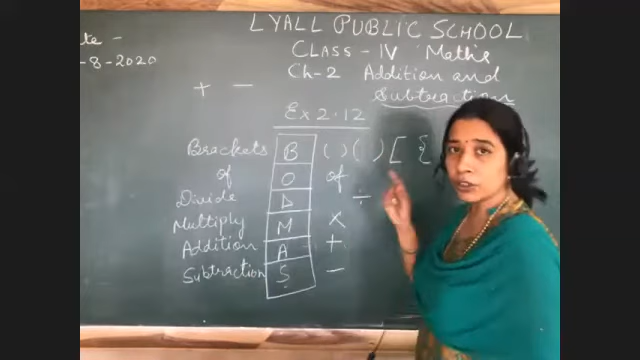 LYALL PUBLIC SCHOOL
CLASS - IV Maths
Ch-2 Addition and
Subtraction
-8-2020
+ -
Ex 2.12
Brackets B ( ) ( ) [ {
of O of
Divide D ÷
Multiply M ×
Addition A +
Subtraction S -